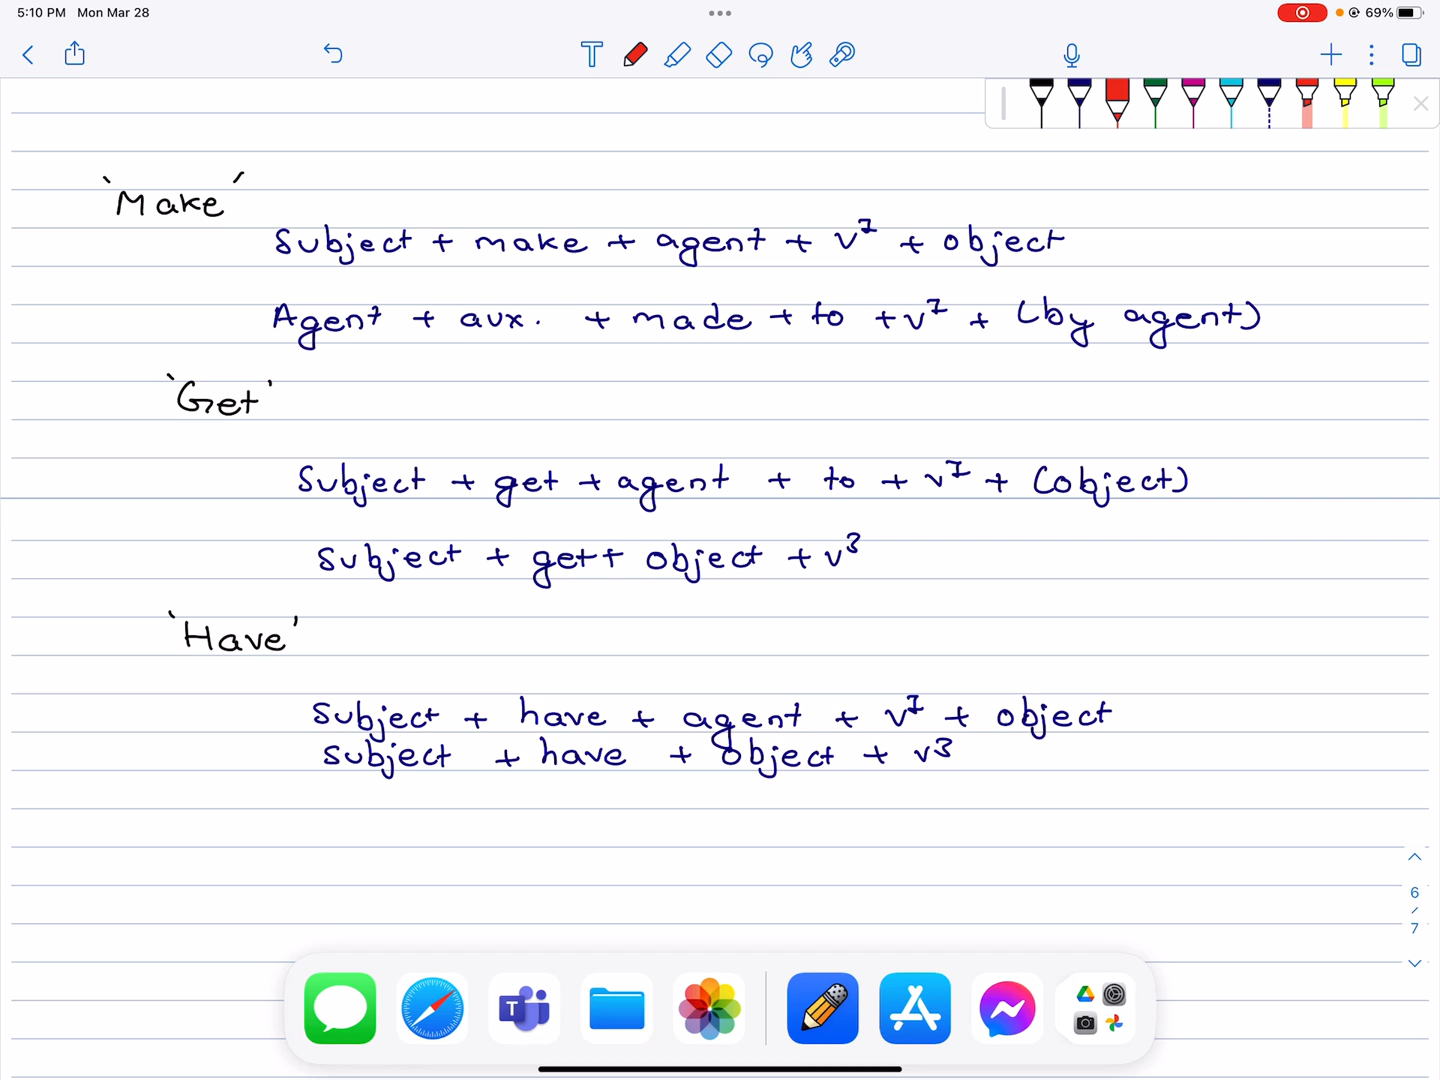 5:10 PM Mon Mar 28
69%
'Make'
Subject + make + agent + v¹ + object
Agent + aux. + made + to + v¹ + (by agent)
'Get'
Subject + get + agent + to + v¹ + (object)
Subject + get + object + v³
'Have'
Subject + have + agent + v¹ + object
Subject + have + object + v3
6
/
7